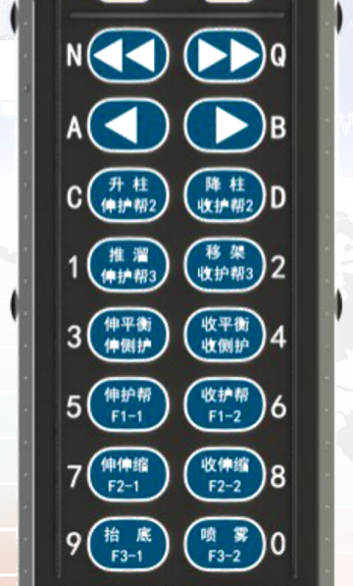 N Q
A B
C 升柱 降柱 D
伸护帮2 收护帮2
1 推溜 移架 2
伸护帮3 收护帮3
3 伸平衡 收平衡 4
伸侧护 收侧护
5 伸护帮 收护帮 6
F1-1 F1-2
7 伸伸缩 收伸缩 8
F2-1 F2-2
9 抬底 喷雾 0
F3-1 F3-2